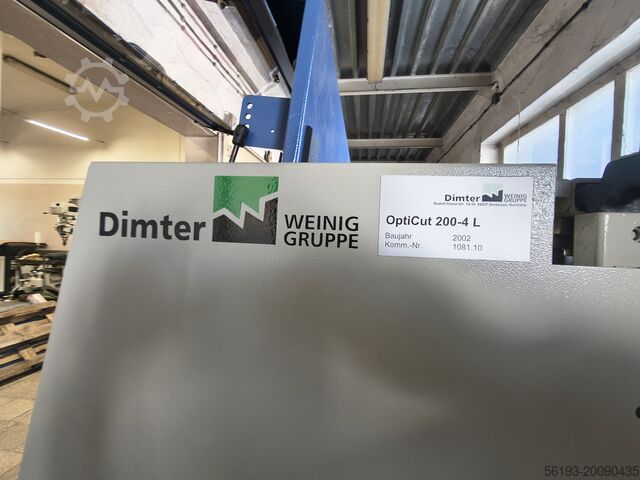 Dimter
WEINIG
GRUPPE
Dimter
WEINIG
GRUPPE
OptiCut 200-4 L
Baujahr 2002
Komm.-Nr. 1081.10
56193-20090435